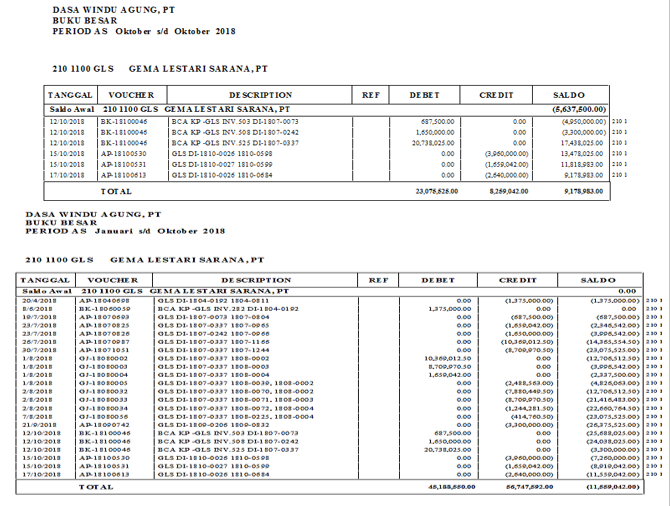 DASA WINDU AGUNG, PT
BUKU BESAR
PERIODAS Oktober s/d Oktober 2018
210 1100 GLS GEMA LESTARI SARANA, PT
TANGGAL VOUCHER DESCRIPTION REF DEBET CREDIT SALDO
Saldo Awal 210 1100 GLS GEMA LESTARI SARANA, PT (5,637,500.00)
12/10/2018 BK-18100046 BCA KP -GLS INV.503 DI-1807-0073 687,500.00 0.00 (4,950,000.00) 210 1
12/10/2018 BK-18100046 BCA KP -GLS INV.508 DI-1807-0242 1,650,000.00 0.00 (3,300,000.00) 210 1
12/10/2018 BK-18100046 BCA KP -GLS INV.525 DI-1807-0337 20,738,025.00 0.00 17,438,025.00 210 1
15/10/2018 AP-18100530 GLS DI-1810-0026 1810-0598 0.00 (3,960,000.00) 13,478,025.00 210 1
15/10/2018 AP-18100531 GLS DI-1810-0027 1810-0599 0.00 (1,659,042.00) 11,818,983.00 210 1
17/10/2018 AP-18100613 GLS DI-1810-0026 1810-0684 0.00 (2,640,000.00) 9,178,983.00 210 1
TOTAL 23,075,525.00 8,259,042.00 9,178,983.00
DASA WINDU AGUNG, PT
BUKU BESAR
PERIODAS Januari s/d Oktober 2018
210 1100 GLS GEMA LESTARI SARANA, PT
TANGGAL VOUCHER DESCRIPTION REF DEBET CREDIT SALDO
Saldo Awal 210 1100 GLS GEMA LESTARI SARANA, PT 0.00
20/4/2018 AP-18040698 GLS DI-1804-0192 1804-0811 0.00 (1,375,000.00) (1,375,000.00) 210 1
8/6/2018 BK-18060059 BCA KP -GLS INV.282 DI-1804-0192 1,375,000.00 0.00 0.00 210 1
19/7/2018 AP-18070693 GLS DI-1807-0073 1807-0804 0.00 (687,500.00) (687,500.00) 210 1
23/7/2018 AP-18070825 GLS DI-1807-0337 1807-0965 0.00 (1,659,042.00) (2,346,542.00) 210 1
23/7/2018 AP-18070826 GLS DI-1807-0242 1807-0966 0.00 (1,650,000.00) (3,996,542.00) 210 1
26/7/2018 AP-18070987 GLS DI-1807-0337 1807-1166 0.00 (10,369,012.50) (14,365,554.50) 210 1
30/7/2018 AP-18071051 GLS DI-1807-0337 1807-1244 0.00 (8,709,970.50) (23,075,525.00) 210 1
1/8/2018 GJ-18080002 GLS DI-1807-0337 1808-0002 10,369,012.50 0.00 (12,706,512.50) 210 1
1/8/2018 GJ-18080003 GLS DI-1807-0337 1808-0003 8,709,970.50 0.00 (3,996,542.00) 210 1
1/8/2018 GJ-18080004 GLS DI-1807-0337 1808-0004 1,659,042.00 0.00 (2,337,500.00) 210 1
1/8/2018 GJ-18080005 GLS DI-1807-0337 1808-0039, 1808-0002 0.00 (2,488,563.00) (4,826,063.00) 210 1
2/8/2018 GJ-18080032 GLS DI-1807-0337 1808-0070, 1808-0002 0.00 (7,880,449.50) (12,706,512.50) 210 1
2/8/2018 GJ-18080033 GLS DI-1807-0337 1808-0071, 1808-0003 0.00 (8,709,970.50) (21,416,483.00) 210 1
2/8/2018 GJ-18080034 GLS DI-1807-0337 1808-0072, 1808-0004 0.00 (1,244,281.50) (22,660,764.50) 210 1
7/8/2018 GJ-18080056 GLS DI-1807-0337 1808-0225, 1808-0004 0.00 (414,760.50) (23,075,525.00) 210 1
21/9/2018 AP-18090742 GLS DI-1809-0206 1809-0832 0.00 (3,300,000.00) (26,375,525.00) 210 1
12/10/2018 BK-18100046 BCA KP -GLS INV.503 DI-1807-0073 687,500.00 0.00 (25,688,025.00) 210 1
12/10/2018 BK-18100046 BCA KP -GLS INV.508 DI-1807-0242 1,650,000.00 0.00 (24,038,025.00) 210 1
12/10/2018 BK-18100046 BCA KP -GLS INV.525 DI-1807-0337 20,738,025.00 0.00 (3,300,000.00) 210 1
15/10/2018 AP-18100530 GLS DI-1810-0026 1810-0598 0.00 (3,960,000.00) (7,260,000.00) 210 1
15/10/2018 AP-18100531 GLS DI-1810-0027 1810-0599 0.00 (1,659,042.00) (8,919,042.00) 210 1
17/10/2018 AP-18100613 GLS DI-1810-0026 1810-0684 0.00 (2,640,000.00) (11,559,042.00) 210 1
TOTAL 45,188,550.00 56,747,592.00 (11,559,042.00)